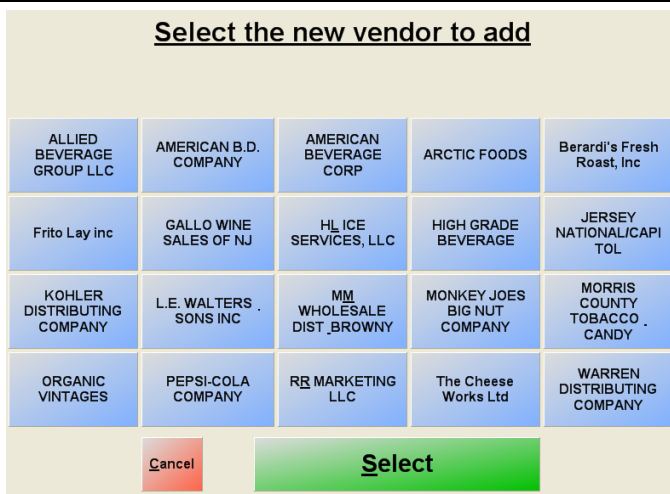 Select the new vendor to add
ALLIED
BEVERAGE
GROUP LLC
AMERICAN B.D.
COMPANY
AMERICAN
BEVERAGE
CORP
ARCTIC FOODS
Berardi's Fresh
Roast, Inc
Frito Lay inc
GALLO WINE
SALES OF NJ
HL ICE
SERVICES, LLC
HIGH GRADE
BEVERAGE
JERSEY
NATIONAL/CAPI
TOL
KOHLER
DISTRIBUTING
COMPANY
L.E. WALTERS .
SONS INC
MM
WHOLESALE
DIST_BROWNY
MONKEY JOES
BIG NUT
COMPANY
MORRIS
COUNTY
TOBACCO .
CANDY
ORGANIC
VINTAGES
PEPSI-COLA
COMPANY
RR MARKETING
LLC
The Cheese
Works Ltd
WARREN
DISTRIBUTING
COMPANY
Cancel
Select